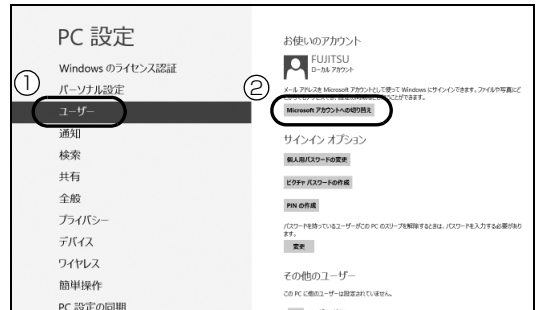 PC 設定
① 
Windows のライセンス認証
パーソナル設定
ユーザー
通知
検索
共有
全般
プライバシー
デバイス
ワイヤレス
簡単操作
PC 設定の同期
②
お使いのアカウント
FUJITSU
ローカル アカウント
メール アドレスを Microsoft アカウントとして使って Windows にサインインできます。ファイルや写真にど
Microsoft アカウントへの切り替え
サインイン オプション
個人用パスワードの変更
ピクチャ パスワードの作成
PIN の作成
パスワードを持っているユーザーがこの PC のスリープを解除するときは、パスワードを入力する必要があり
ます。
変更
その他のユーザー
この PC に他のユーザーは設定されていません。